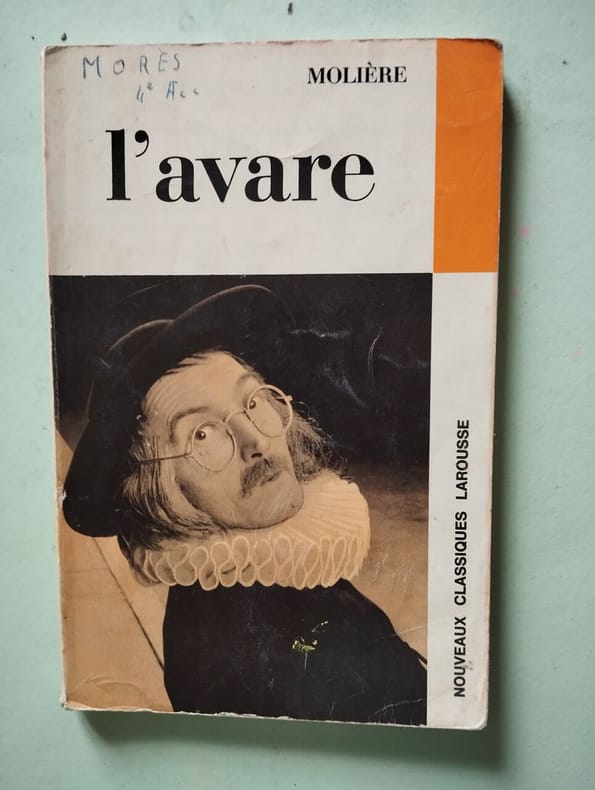 MORÈS
MOLIÈRE
l'avare
NOUVEAUX CLASSIQUES LAROUSSE